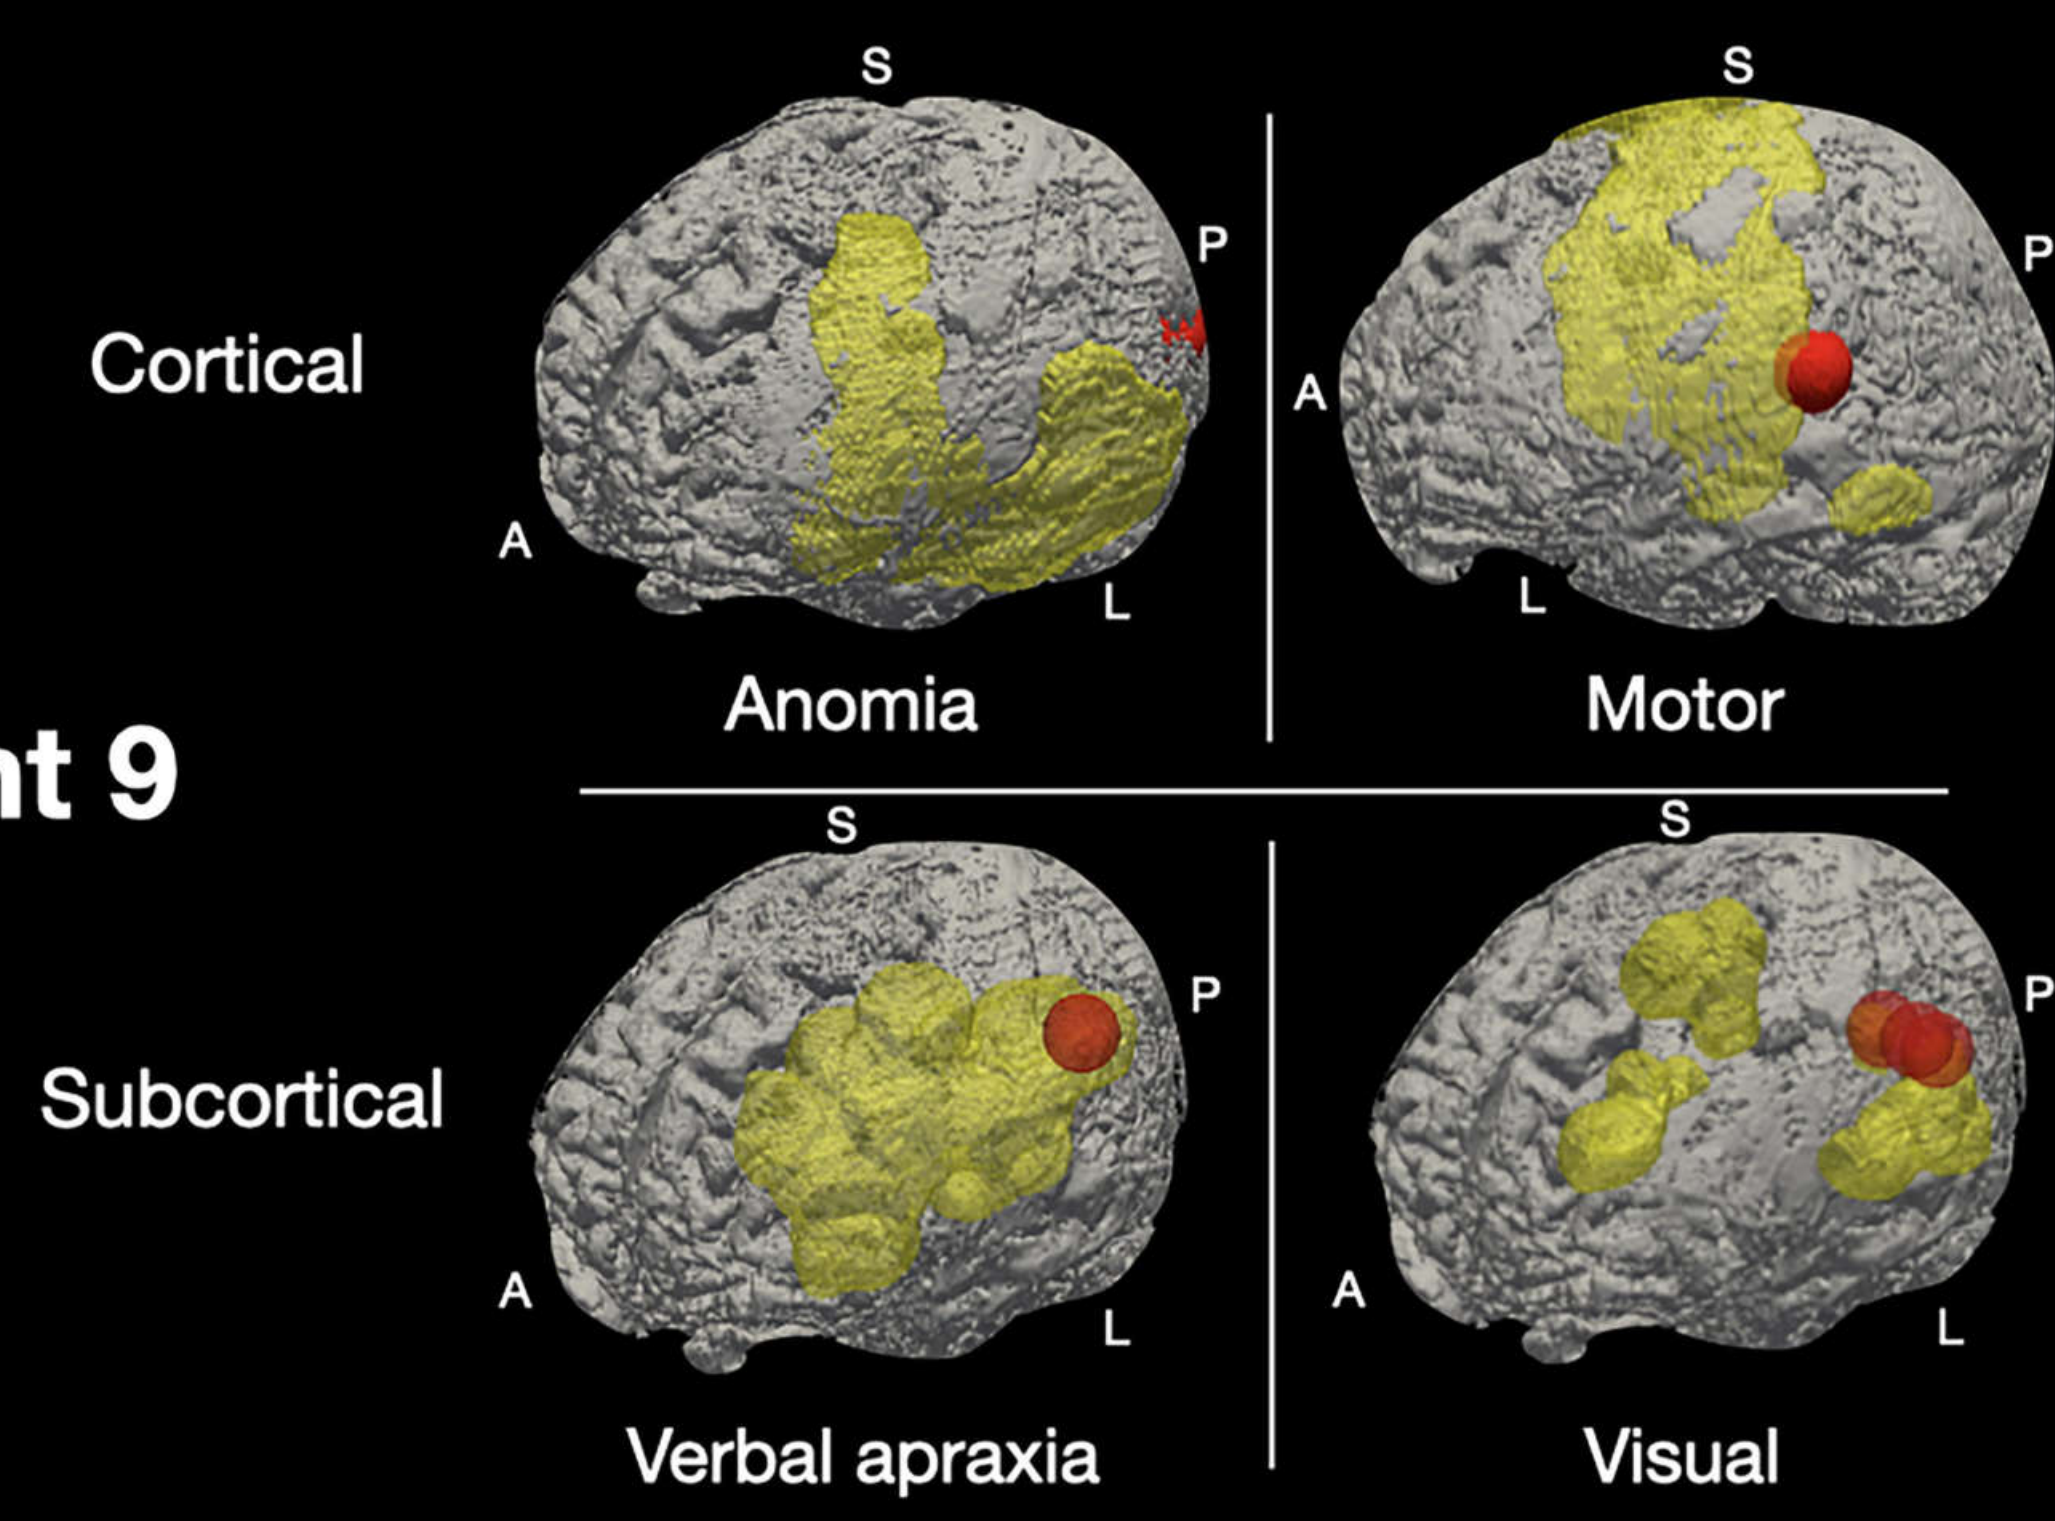 S
S
P
P
Cortical
A
A
L
L
Anomia
Motor
nt 9
S
S
P
P
Subcortical
A
A
L
L
Verbal apraxia
Visual